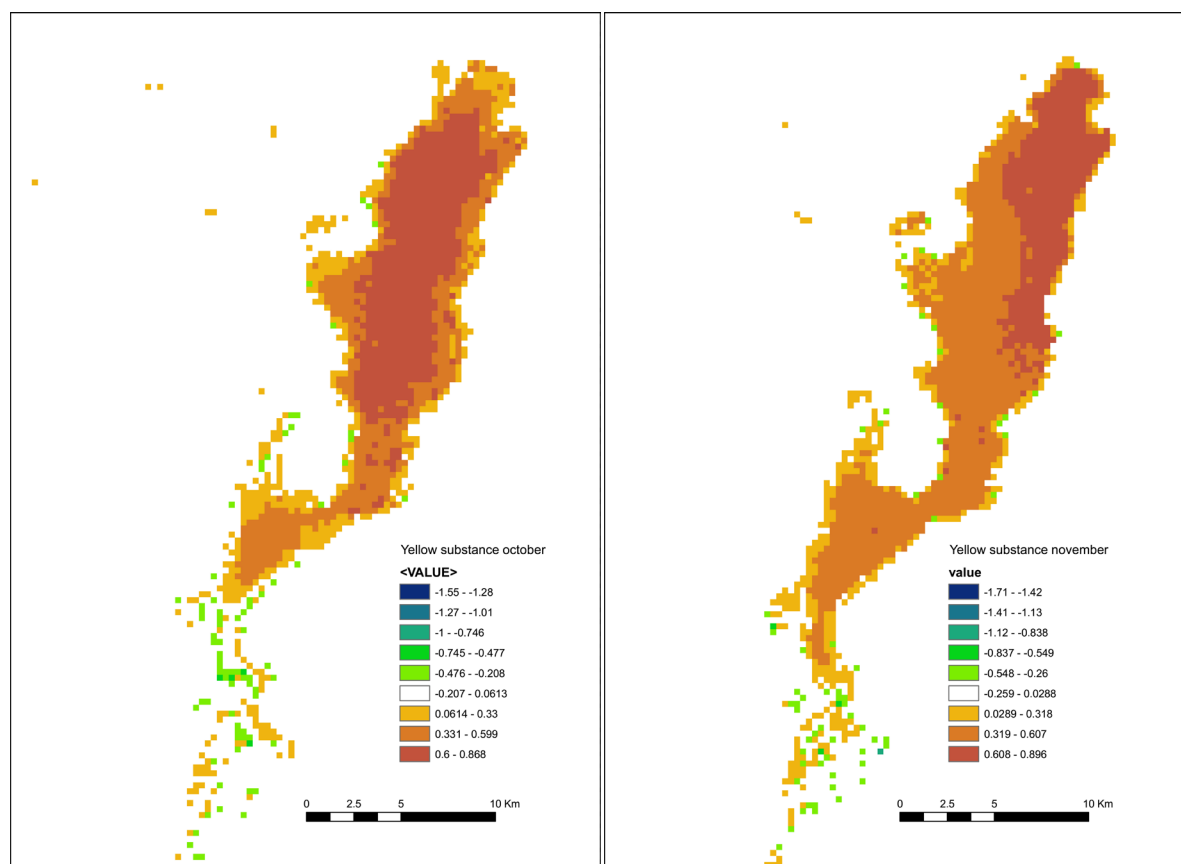 Yellow substance october
<VALUE>
-1.55 - -1.28
-1.27 - -1.01
-1 - -0.746
-0.745 - -0.477
-0.476 - -0.208
-0.207 - 0.0613
0.0614 - 0.33
0.331 - 0.599
0.6 - 0.868
0 2.5 5 10 Km
Yellow substance november
value
-1.71 - -1.42
-1.41 - -1.13
-1.12 - -0.838
-0.837 - -0.549
-0.548 - -0.26
-0.259 - 0.0288
0.0289 - 0.318
0.319 - 0.607
0.608 - 0.896
0 2.5 5 10 Km